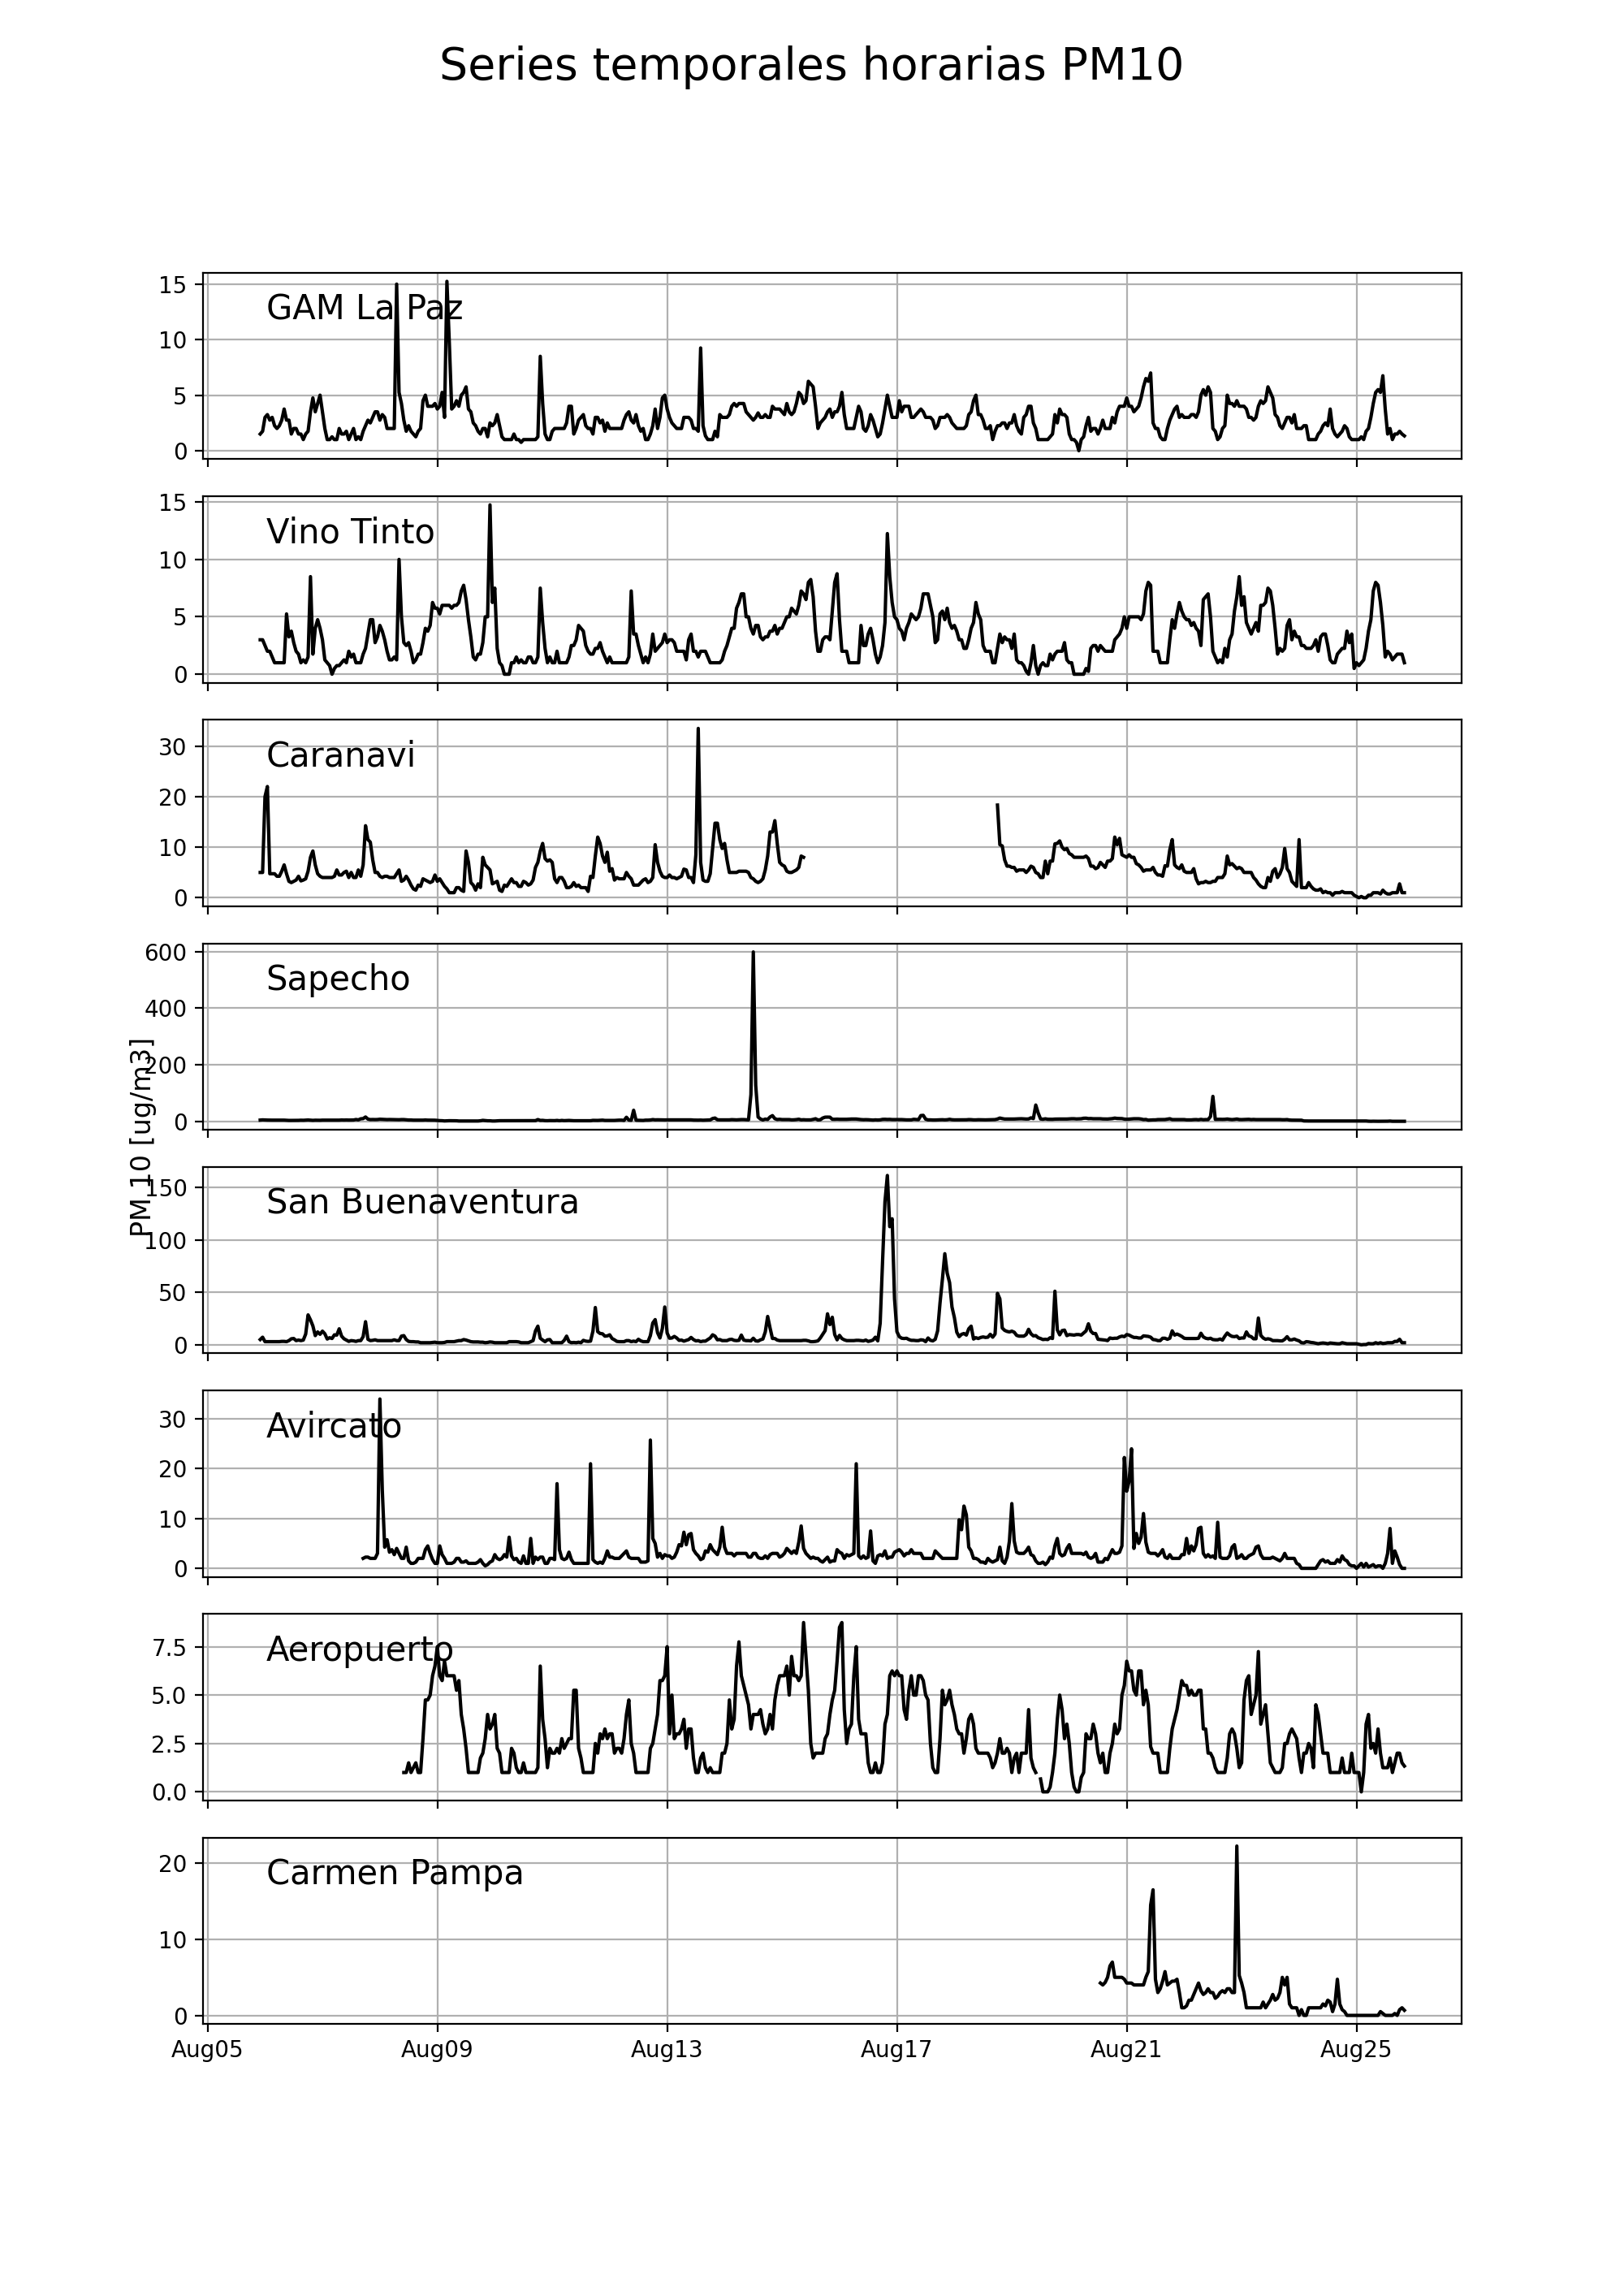 Series temporales horarias PM10
PM 10 [ug/m3]
GAM La Paz
15
10
5
0
Vino Tinto
15
10
5
0
Caranavi
30
20
10
0
Sapecho
600
400
200
0
San Buenaventura
150
100
50
0
Avircato
30
20
10
0
Aeropuerto
7.5
5.0
2.5
0.0
Carmen Pampa
20
10
0
Aug05 Aug09 Aug13 Aug17 Aug21 Aug25